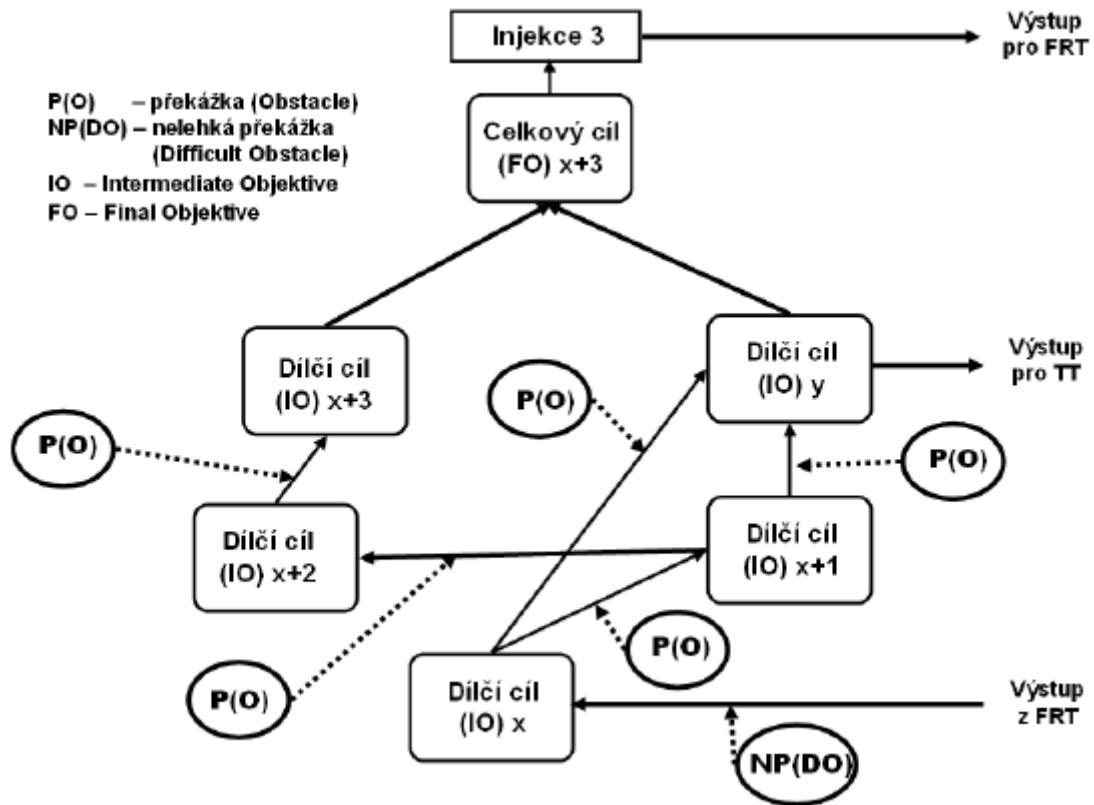 Injekce 3
Výstup
pro FRT
P(O) – překážka (Obstacle)
NP(DO) – nelehká překážka
(Difficult Obstacle)
IO – Intermediate Objektive
FO – Final Objektive
Celkový cíl
(FO) x+3
Dílčí cíl
(IO) x+3
Dílčí cíl
(IO) y
Výstup
pro TT
P(O)
P(O)
P(O)
Dílčí cíl
(IO) x+2
Dílčí cíl
(IO) x+1
P(O)
P(O)
Dílčí cíl
(IO) x
Výstup
z FRT
NP(DO)